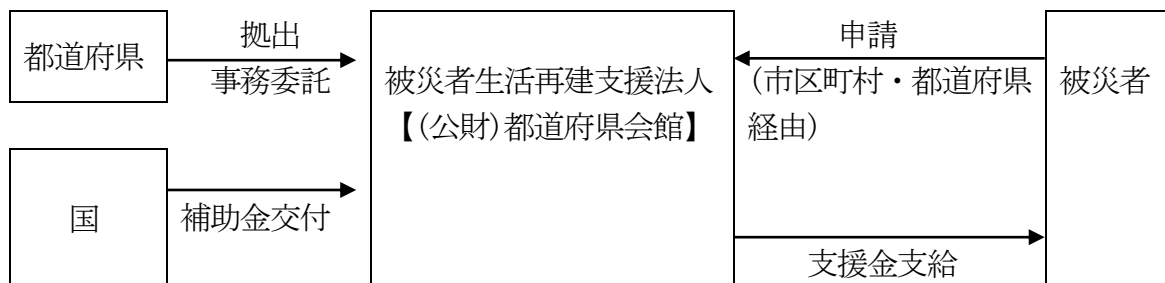 都道府県
拠出
事務委託
国
補助金交付
被災者生活再建支援法人
【(公財)都道府県会館】
申請
(市区町村・都道府県
経由)
支援金支給
被災者